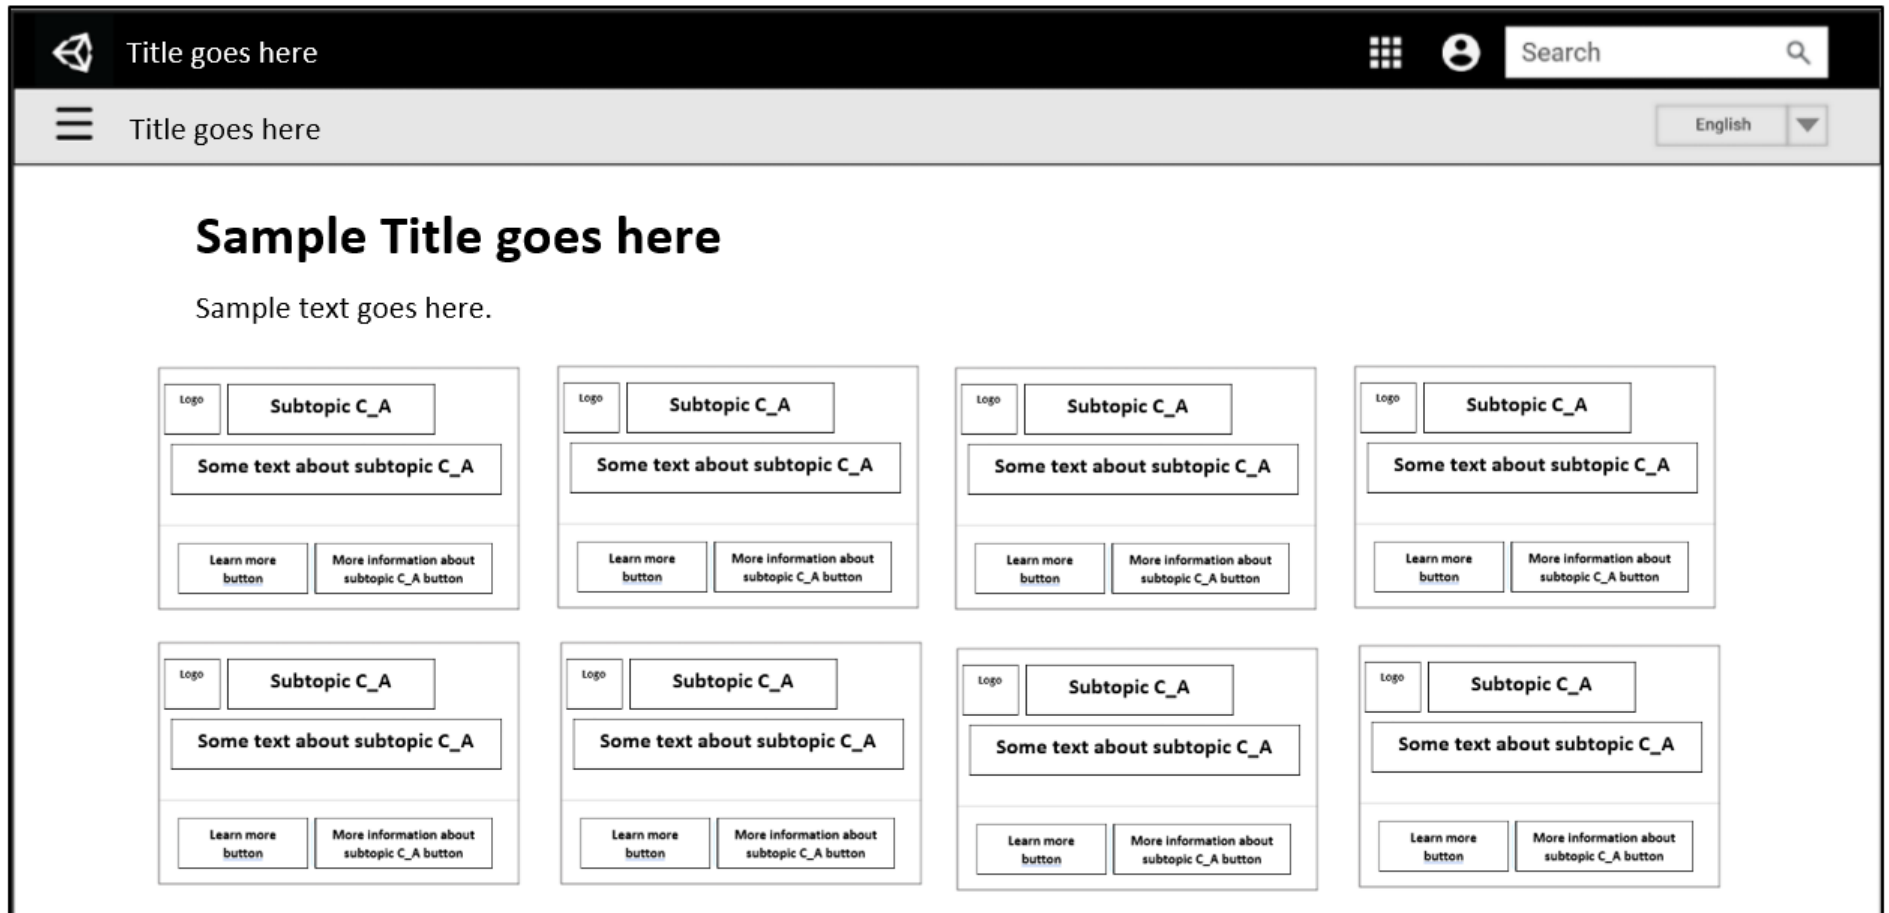 Title goes here
Search
Title goes here
English
Sample Title goes here
Sample text goes here.
Logo
Subtopic C_A
Some text about subtopic C_A
Learn more
button
More information about
subtopic C_A button
Logo
Subtopic C_A
Some text about subtopic C_A
Learn more
button
More information about
subtopic C_A button
Logo
Subtopic C_A
Some text about subtopic C_A
Learn more
button
More information about
subtopic C_A button
Logo
Subtopic C_A
Some text about subtopic C_A
Learn more
button
More information about
subtopic C_A button
Logo
Subtopic C_A
Some text about subtopic C_A
Learn more
button
More information about
subtopic C_A button
Logo
Subtopic C_A
Some text about subtopic C_A
Learn more
button
More information about
subtopic C_A button
Logo
Subtopic C_A
Some text about subtopic C_A
Learn more
button
More information about
subtopic C_A button
Logo
Subtopic C_A
Some text about subtopic C_A
Learn more
button
More information about
subtopic C_A button